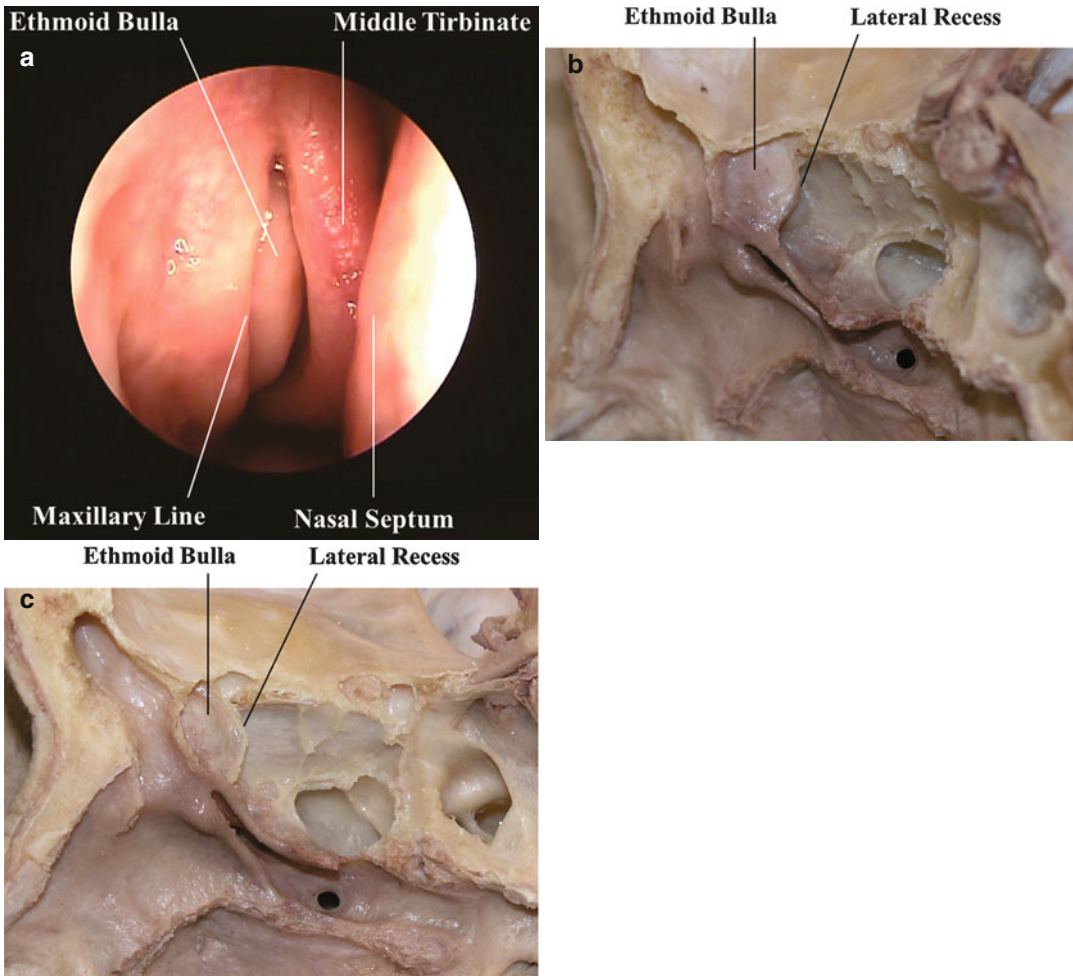 Ethmoid Bulla Middle Tirbinate
a
Maxillary Line Nasal Septum
Ethmoid Bulla Lateral Recess
b
Ethmoid Bulla Lateral Recess
c